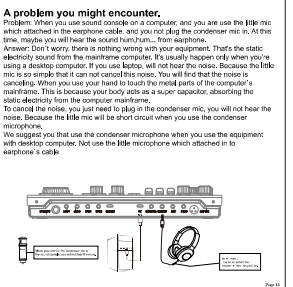 A problem you might encounter.
Problem: When you use sound console on a computer, and you are use the little mic
which attached in the earphone cable, and you not plug the condenser mic in. At this
time, maybe you will hear the sound hum,hum... from earphone.
Answer: Don't worry, there is nothing wrong with your equipment. That's the static
electricity sound from the mainframe computer. It's usually happen only when you're
using a desktop computer. If you use laptop, will not hear the noise. Because the little
mic is so simple that it can not cancel this noise. You will find that the noise is
canceling. When you use your hand to touch the metal parts of the computer's
mainframe. This is because your body acts as a super capacitor, absorbing the
static electricity from the computer mainframe.
To cancel the noise, you just need to plug in the condenser mic, you will not hear the
noise. Because the little mic will be short circuit when you use the condenser
microphone.
We suggest you that use the condenser microphone when you use the equipment
with desktop computer. Not use the little microphone which attached in to
earphone's cable
Page 14